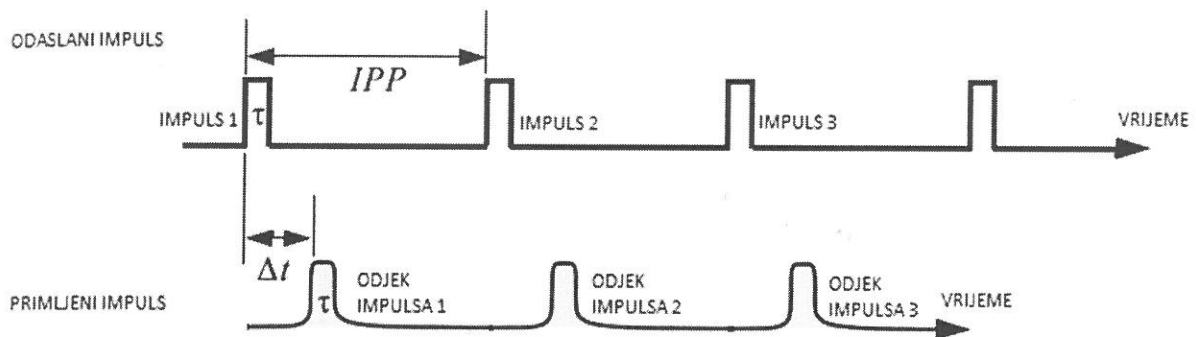 ODASLANI IMPULS
IPP
IMPULS 1
τ
IMPULS 2
IMPULS 3
VRIJEME
Δt
PRIMLJENI IMPULS
τ
ODJEK
IMPULSA 1
ODJEK
IMPULSA 2
ODJEK
IMPULSA 3
VRIJEME